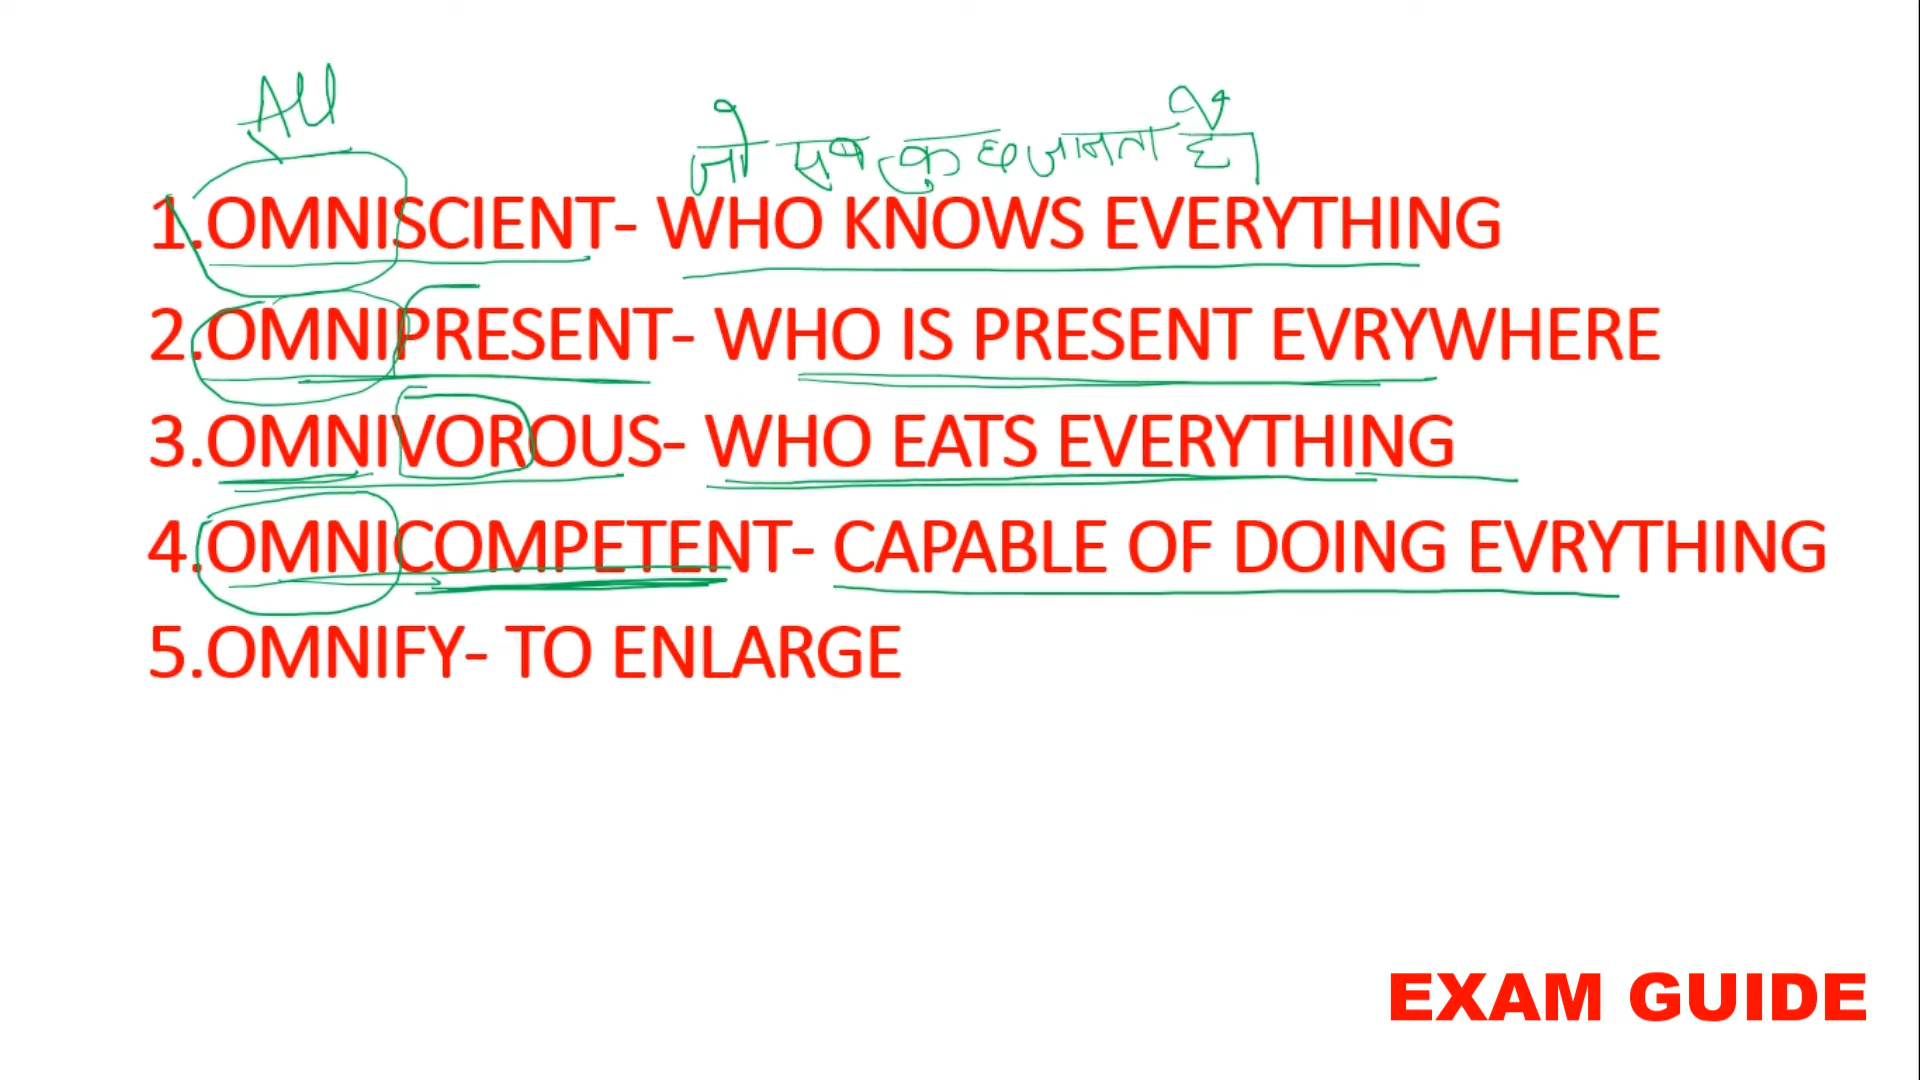 All
जो सब कुछ जानता है।
1.OMNISCIENT- WHO KNOWS EVERYTHING
2.OMNIPRESENT- WHO IS PRESENT EVRYWHERE
3.OMNIVOROUS- WHO EATS EVERYTHING
4.OMNICOMPETENT- CAPABLE OF DOING EVRYTHING
5.OMNIFY- TO ENLARGE
EXAM GUIDE